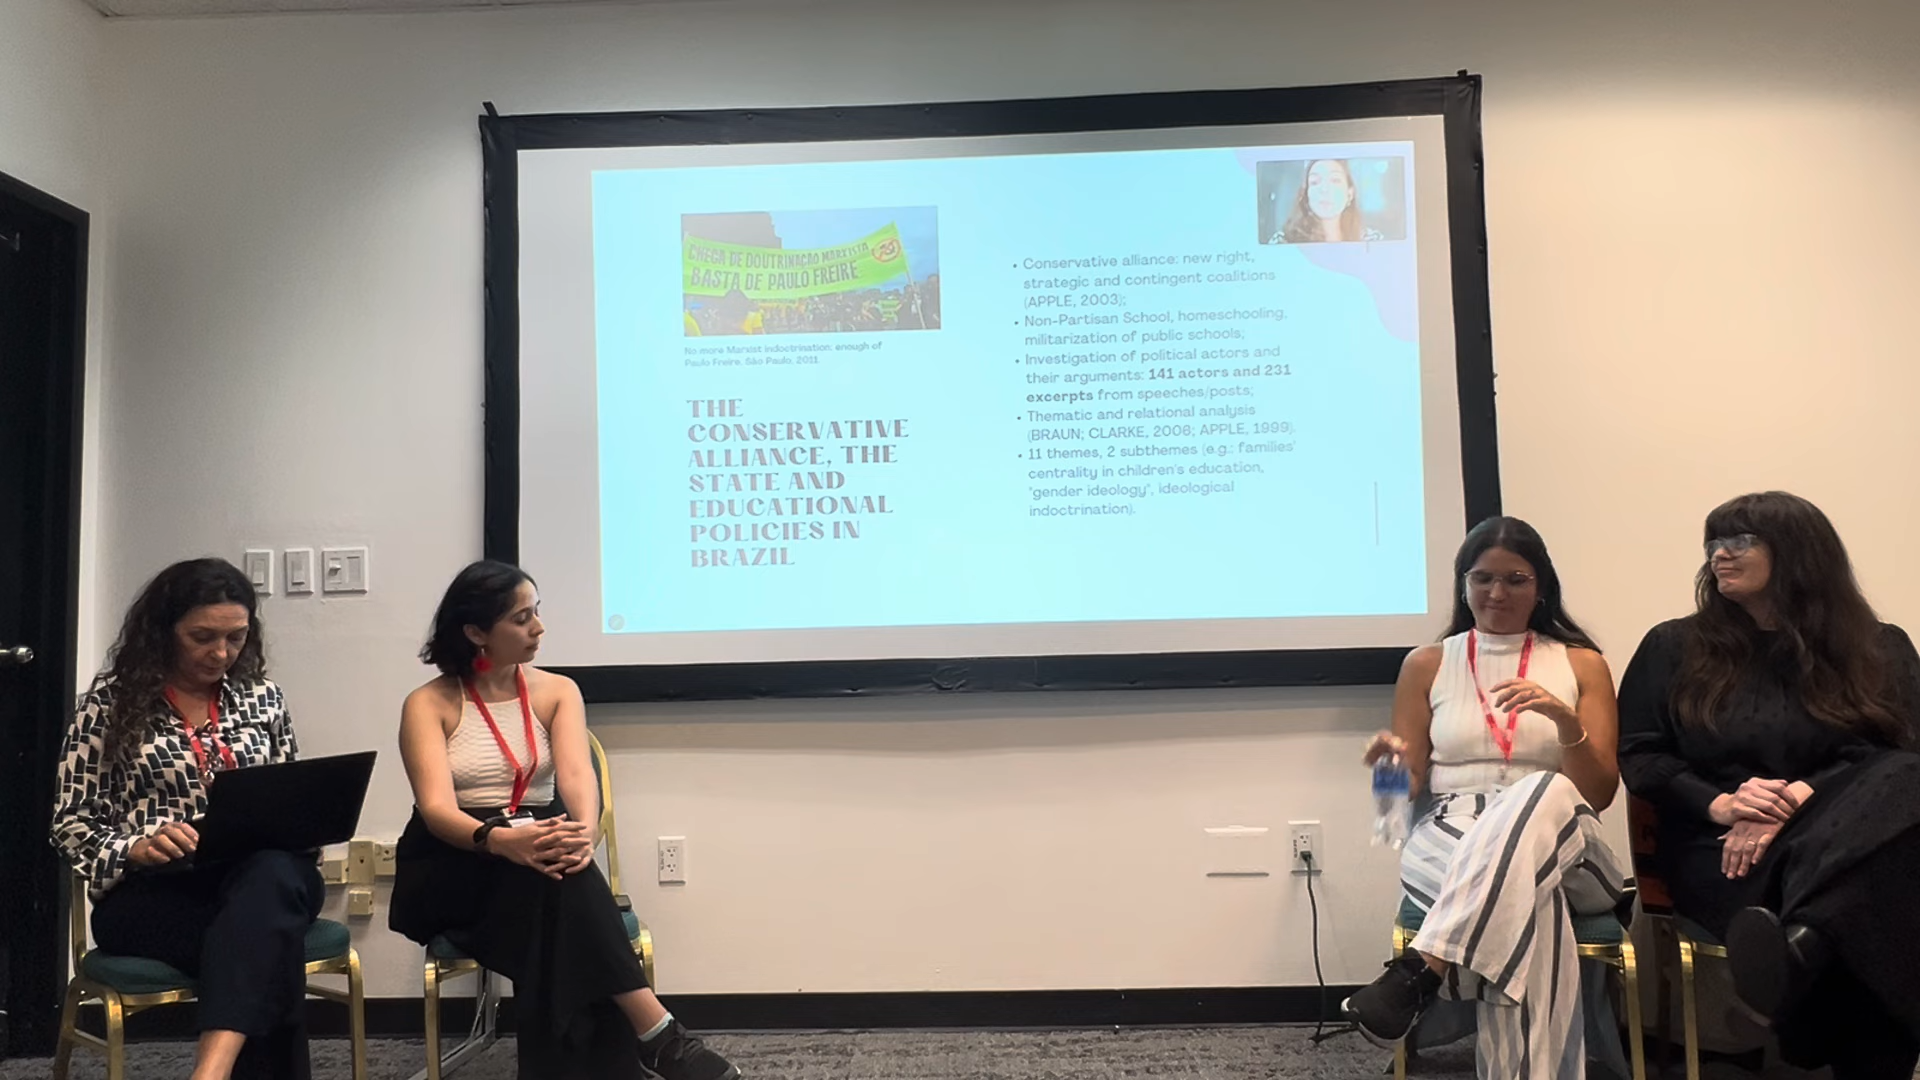 CHEGA DE DOUTRINAÇÃO MARXISTA
BASTA DE PAULO FREIRE
No more Marxist indoctrination: enough of
Paulo Freire. São Paulo, 2011.
THE
CONSERVATIVE
ALLIANCE, THE
STATE AND
EDUCATIONAL
POLICIES IN
BRAZIL
• Conservative alliance: new right,
strategic and contingent coalitions
(APPLE, 2003);
• Non-Partisan School, homeschooling,
militarization of public schools;
• Investigation of political actors and
their arguments: 141 actors and 231
excerpts from speeches/posts;
• Thematic and relational analysis
(BRAUN; CLARKE, 2006; APPLE, 1999).
• 11 themes, 2 subthemes (e.g.: families'
centrality in children's education,
"gender ideology", ideological
indoctrination).